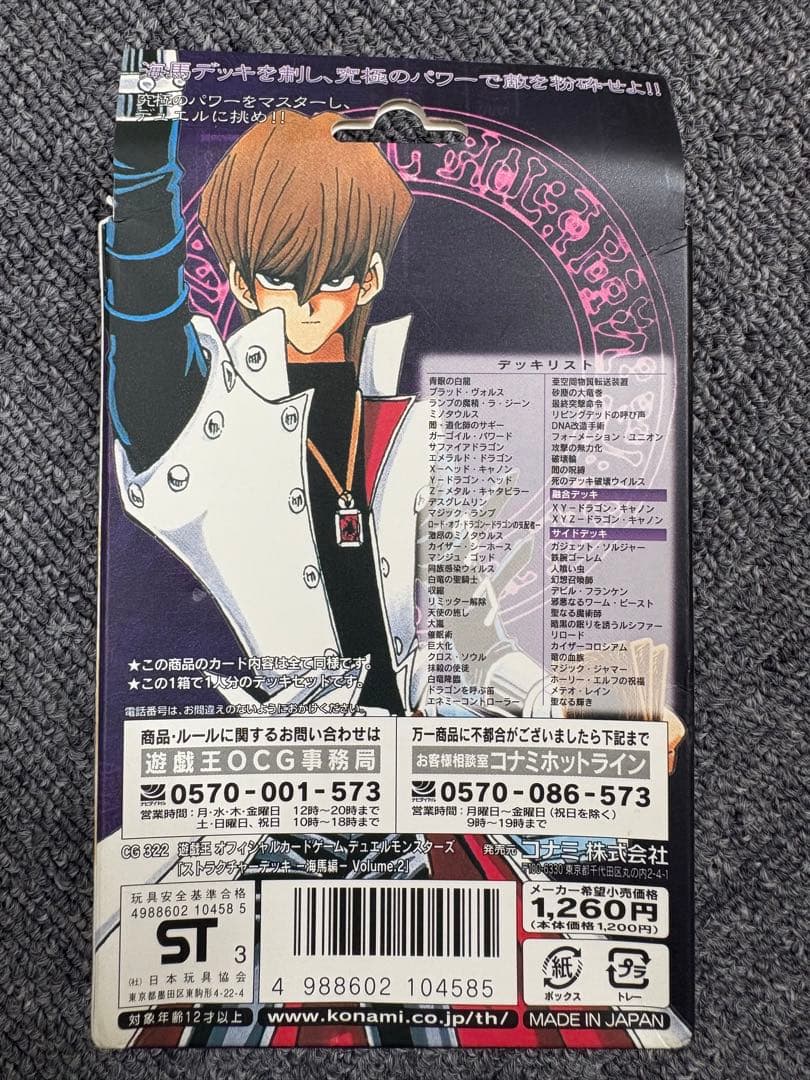 海馬デッキを制し、究極のパワーで敵を粉砕せよ!!
究極のパワーをマスターし、
デュエルに挑め!!
デッキリスト
青眼の白龍
ブラッド・ヴォルス
ランプの魔精・ラ・ジーン
ミノタウルス
闇・道化師のサギー
ガーゴイル・パワード
サファイアドラゴン
エメラルド・ドラゴン
X-ヘッド・キャノン
Y-ドラゴン・ヘッド
Z-メタル・キャタピラー
デスグレムリン
マジック・ランプ
ロード・オブ・ドラゴン-ドラゴンの支配者-
激昂のミノタウルス
カイザー・シーホース
マンジュ・ゴッド
同族感染ウィルス
白竜の聖騎士
収縮
リミッター解除
天使の施し
大嵐
催眠術
巨大化
クロス・ソウル
抹殺の使徒
白竜降臨
ドラゴンを呼ぶ笛
エネミーコントローラー
亜空間物質転送装置
砂塵の大竜巻
最終突撃命令
リビングデッドの呼び声
DNA改造手術
フォーメーション・ユニオン
攻撃の無力化
破壊輪
闇の呪縛
死のデッキ破壊ウイルス
融合デッキ
XY-ドラゴン・キャノン
XYZ-ドラゴン・キャノン
サイドデッキ
ガジェット・ソルジャー
鉄腕ゴーレム
人喰い虫
幻想召喚師
デビル・フランケン
邪悪なるワーム・ビースト
聖なる魔術師
暗黒の眠りを誘うルシファー
リロード
カイザーコロシアム
竜の血族
マジック・ジャマー
ホーリー・エルフの祝福
メテオ・レイン
聖なる輝き
★この商品のカード内容は全て同様です。
★この1箱で1人分のデッキセットです。
電話番号は、お間違えのないようにおかけください。
商品・ルールに関するお問い合わせは
遊戯王OCG事務局
ナビダイヤル 0570-001-573
営業時間:月・水・木・金曜日 12時〜20時まで
土・日曜日、祝日 10時〜18時まで
万一商品に不都合がございましたら下記まで
お客様相談室 コナミホットライン
ナビダイヤル 0570-086-573
営業時間:月曜日〜金曜日(祝日を除く)
9時〜19時まで
CG 322 遊戯王 オフィシャルカードゲーム デュエルモンスターズ
「ストラクチャーデッキ -海馬編- Volume.2」
発売元 コナミ 株式会社
〒100-6330 東京都千代田区丸の内2-4-1
玩具安全基準合格
4988602 10458 5
ST 3
(社)日本玩具協会
東京都墨田区東駒形4-22-4
対象年齢12才以上
4 988602 104585
www.konami.co.jp/th/
メーカー希望小売価格
1,260円
(本体価格1,200円)
紙
ボックス
プラ
トレー
MADE IN JAPAN